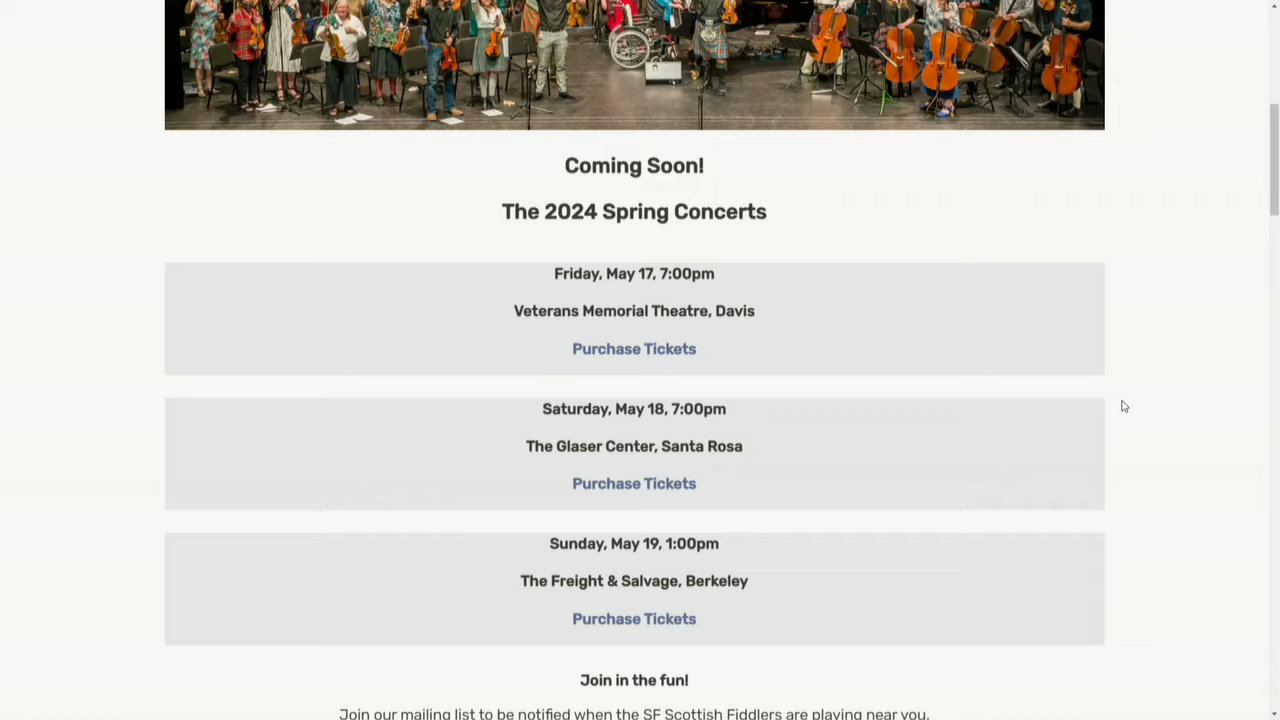 Coming Soon!
The 2024 Spring Concerts
Friday, May 17, 7:00pm
Veterans Memorial Theatre, Davis
Purchase Tickets
Saturday, May 18, 7:00pm
The Glaser Center, Santa Rosa
Purchase Tickets
Sunday, May 19, 1:00pm
The Freight & Salvage, Berkeley
Purchase Tickets
Join in the fun!
Join our mailing list to be notified when the SF Scottish Fiddlers are playing near you.